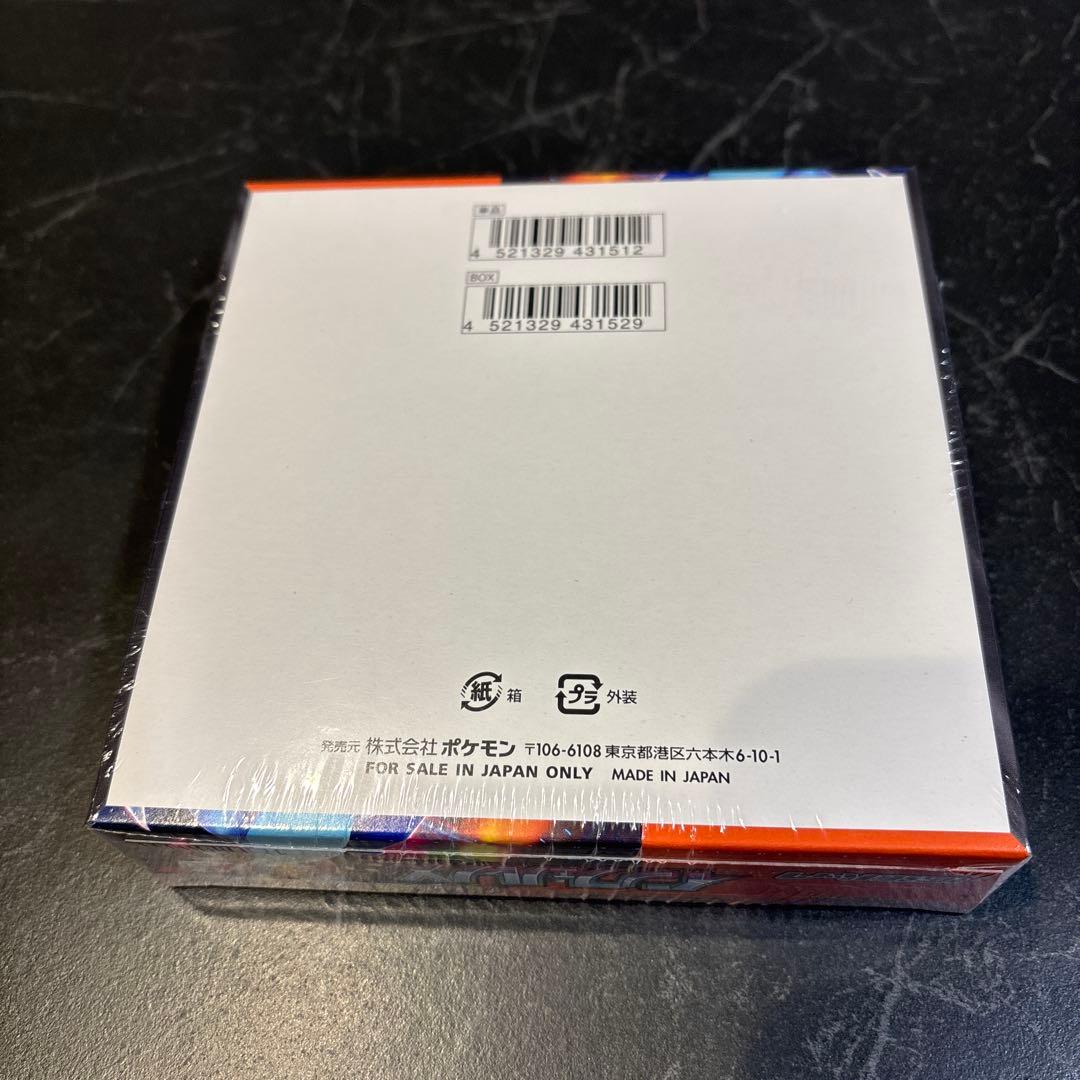 単品
4 521329 431512
BOX
4 521329 431529
紙 箱 プラ 外装
発売元 株式会社ポケモン 〒106-6108 東京都港区六本木6-10-1
FOR SALE IN JAPAN ONLY MADE IN JAPAN